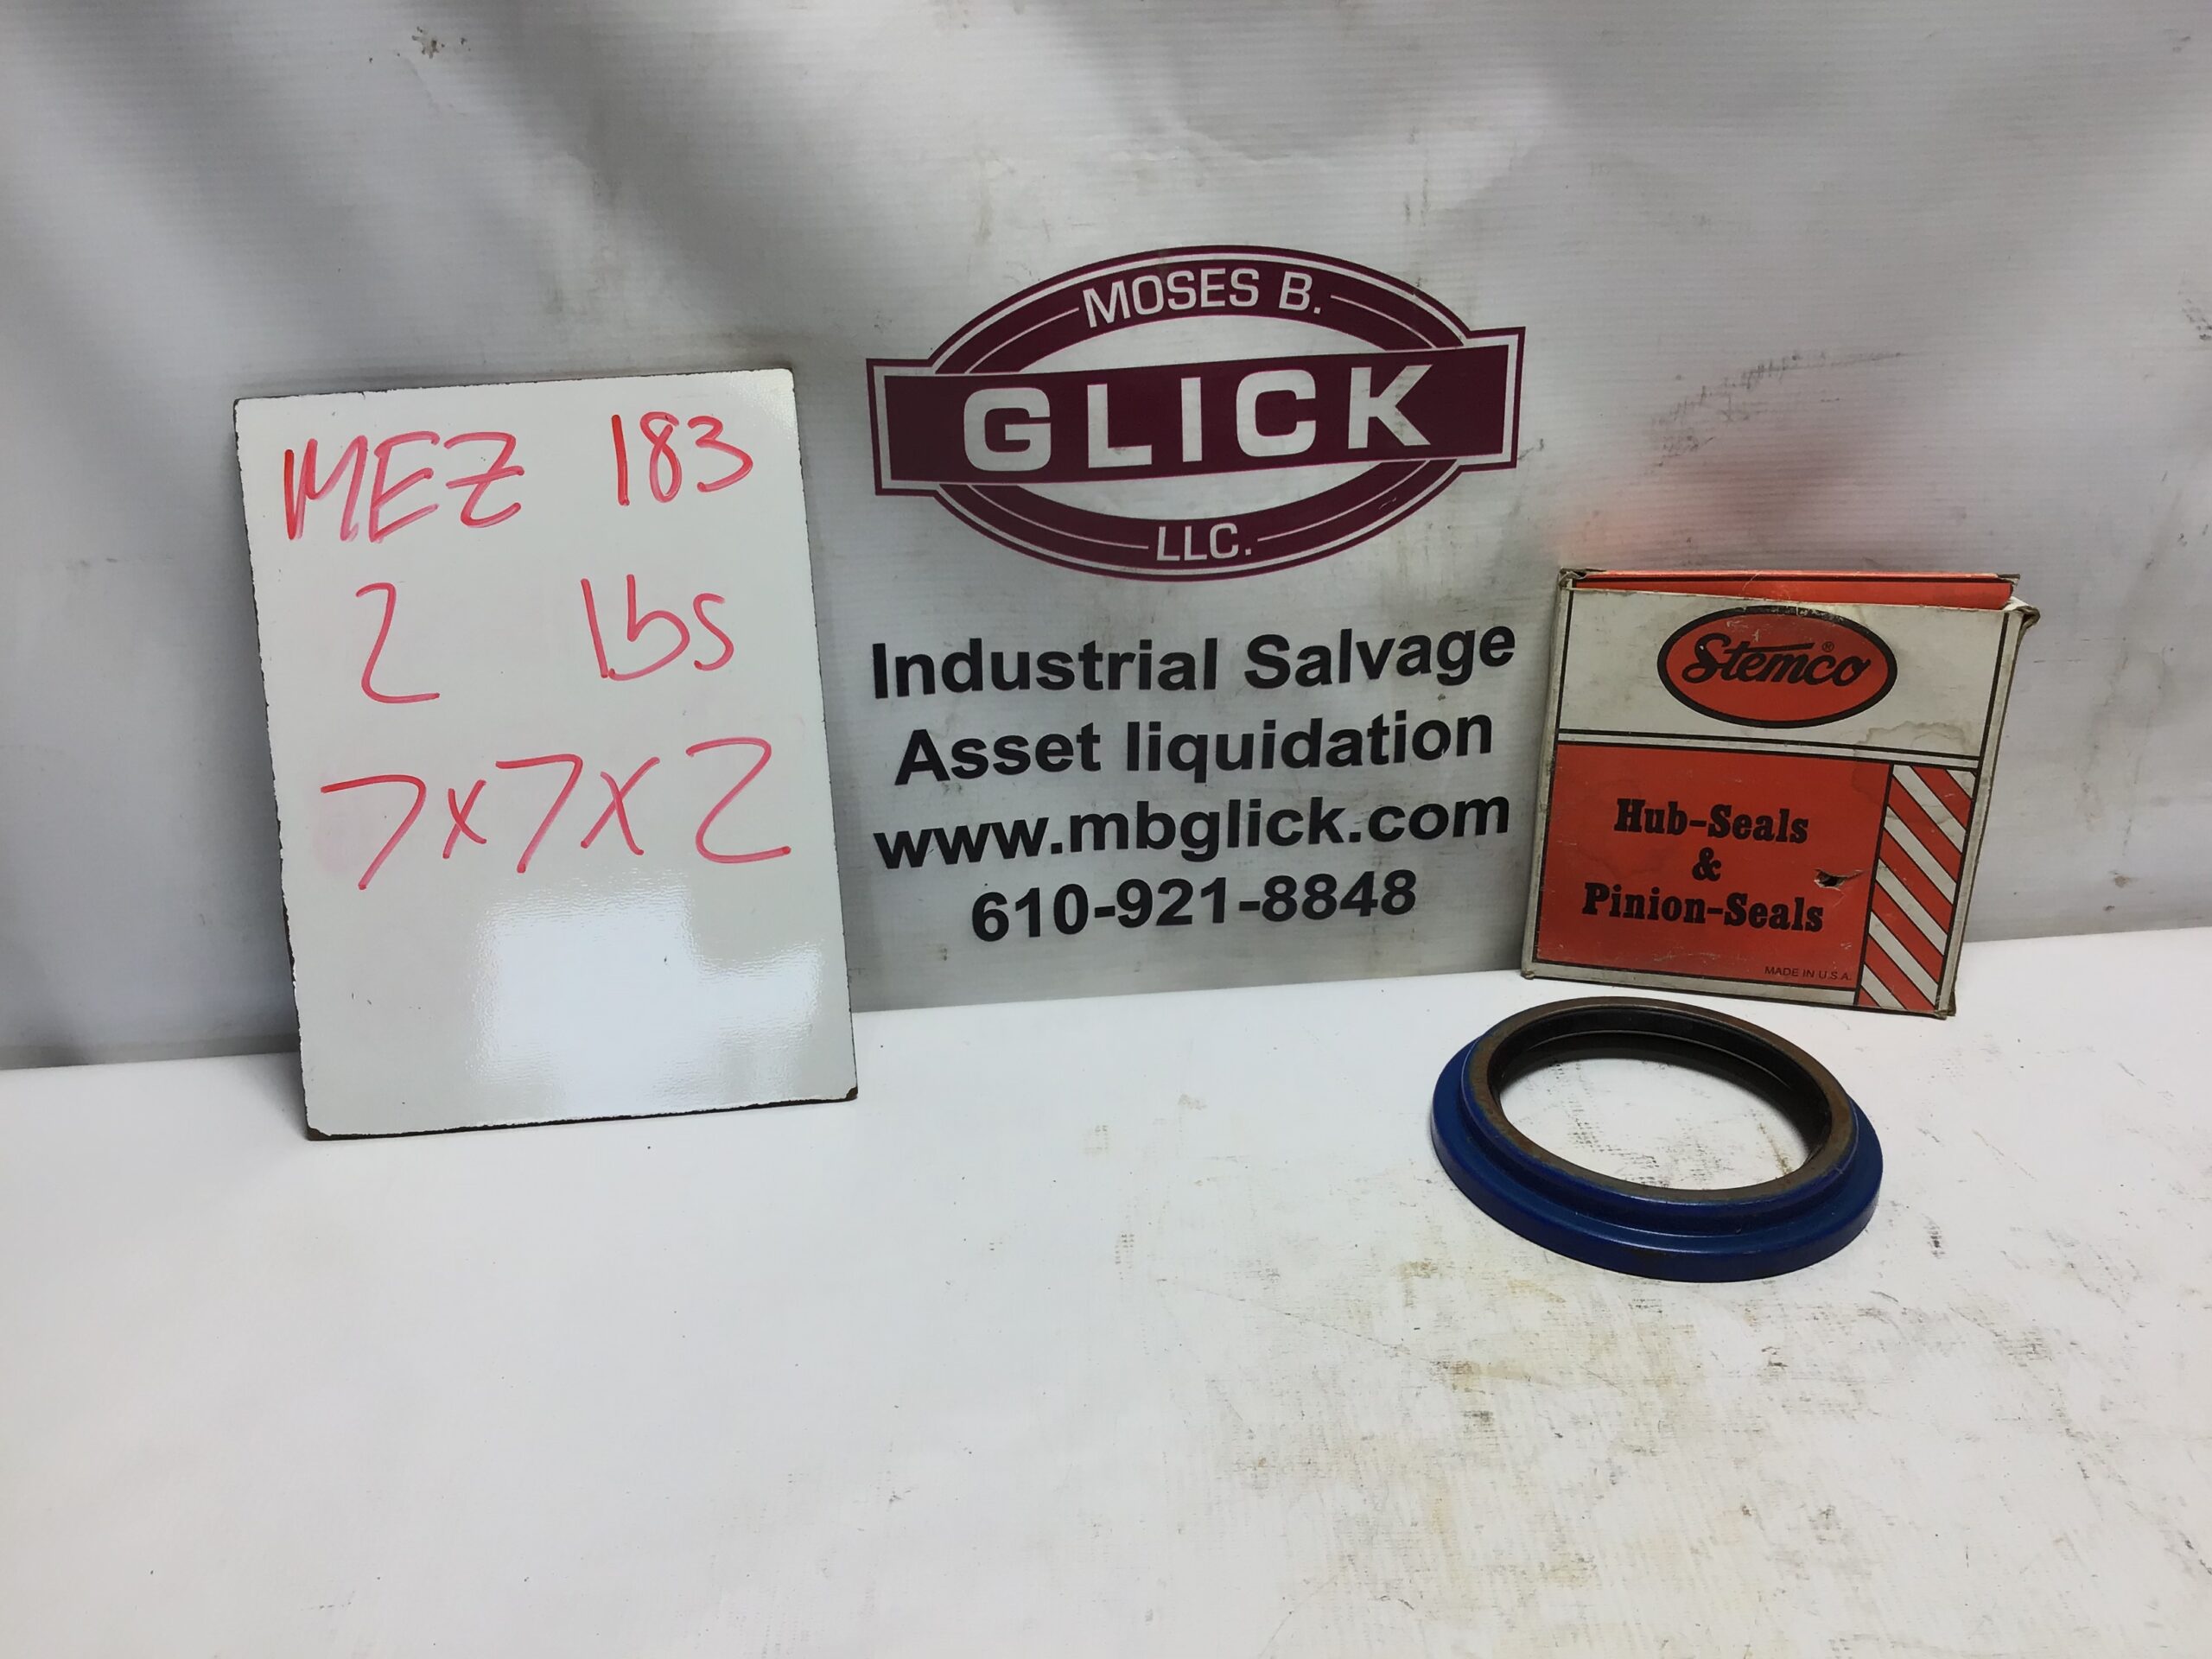 MEZ 183
2 lbs
7x7x2
MOSES B.
GLICK
LLC.
Industrial Salvage
Asset liquidation
www.mbglick.com
610-921-8848
Stemco®
Hub-Seals
&
Pinion-Seals
MADE IN U.S.A.